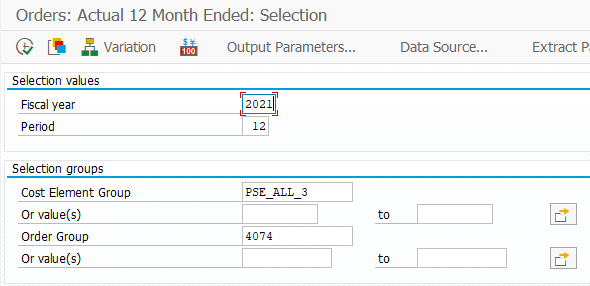 Orders: Actual 12 Month Ended: Selection
Variation $ ¥ 100 Output Parameters... Data Source... Extract P
Selection values
Fiscal year 2021
Period 12
Selection groups
Cost Element Group PSE_ALL_3
Or value(s) to
Order Group 4074
Or value(s) to